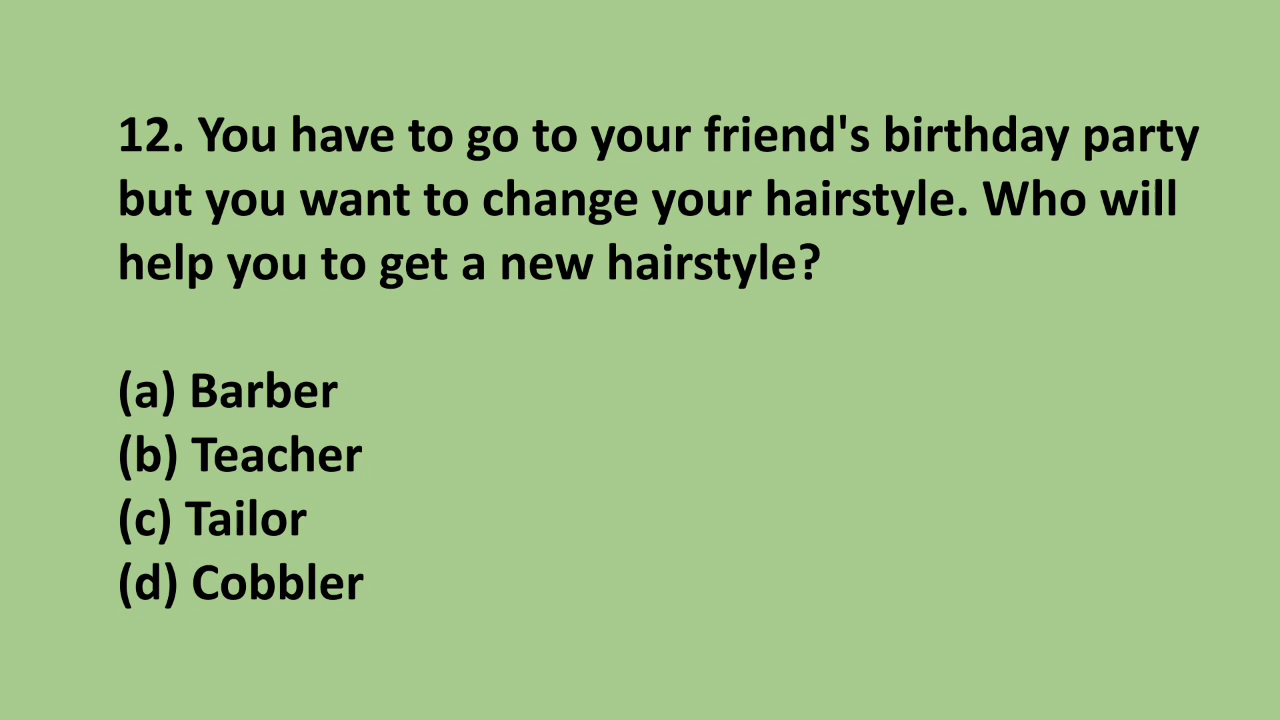 12. You have to go to your friend's birthday party
but you want to change your hairstyle. Who will
help you to get a new hairstyle?
(a) Barber
(b) Teacher
(c) Tailor
(d) Cobbler